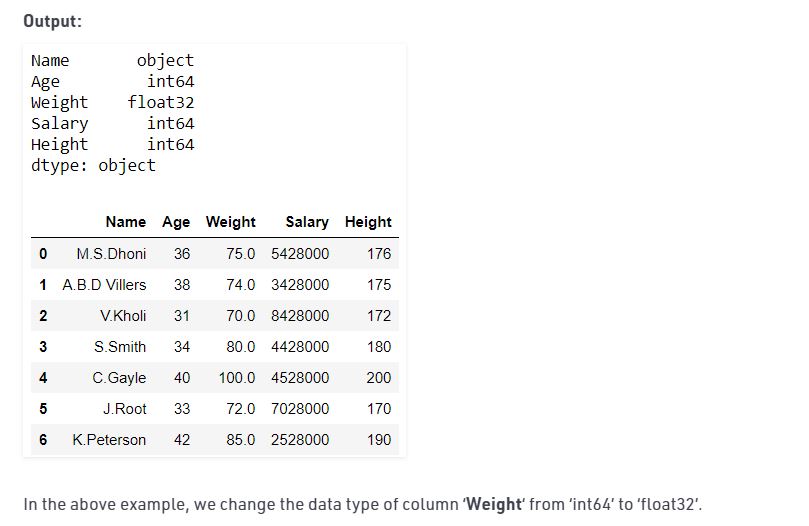 Output:
Name object
Age int64
Weight float32
Salary int64
Height int64
dtype: object
Name Age Weight Salary Height
0 M.S.Dhoni 36 75.0 5428000 176
1 A.B.D Villers 38 74.0 3428000 175
2 V.Kholi 31 70.0 8428000 172
3 S.Smith 34 80.0 4428000 180
4 C.Gayle 40 100.0 4528000 200
5 J.Root 33 72.0 7028000 170
6 K.Peterson 42 85.0 2528000 190
In the above example, we change the data type of column ‘Weight‘ from ‘int64’ to ‘float32’.